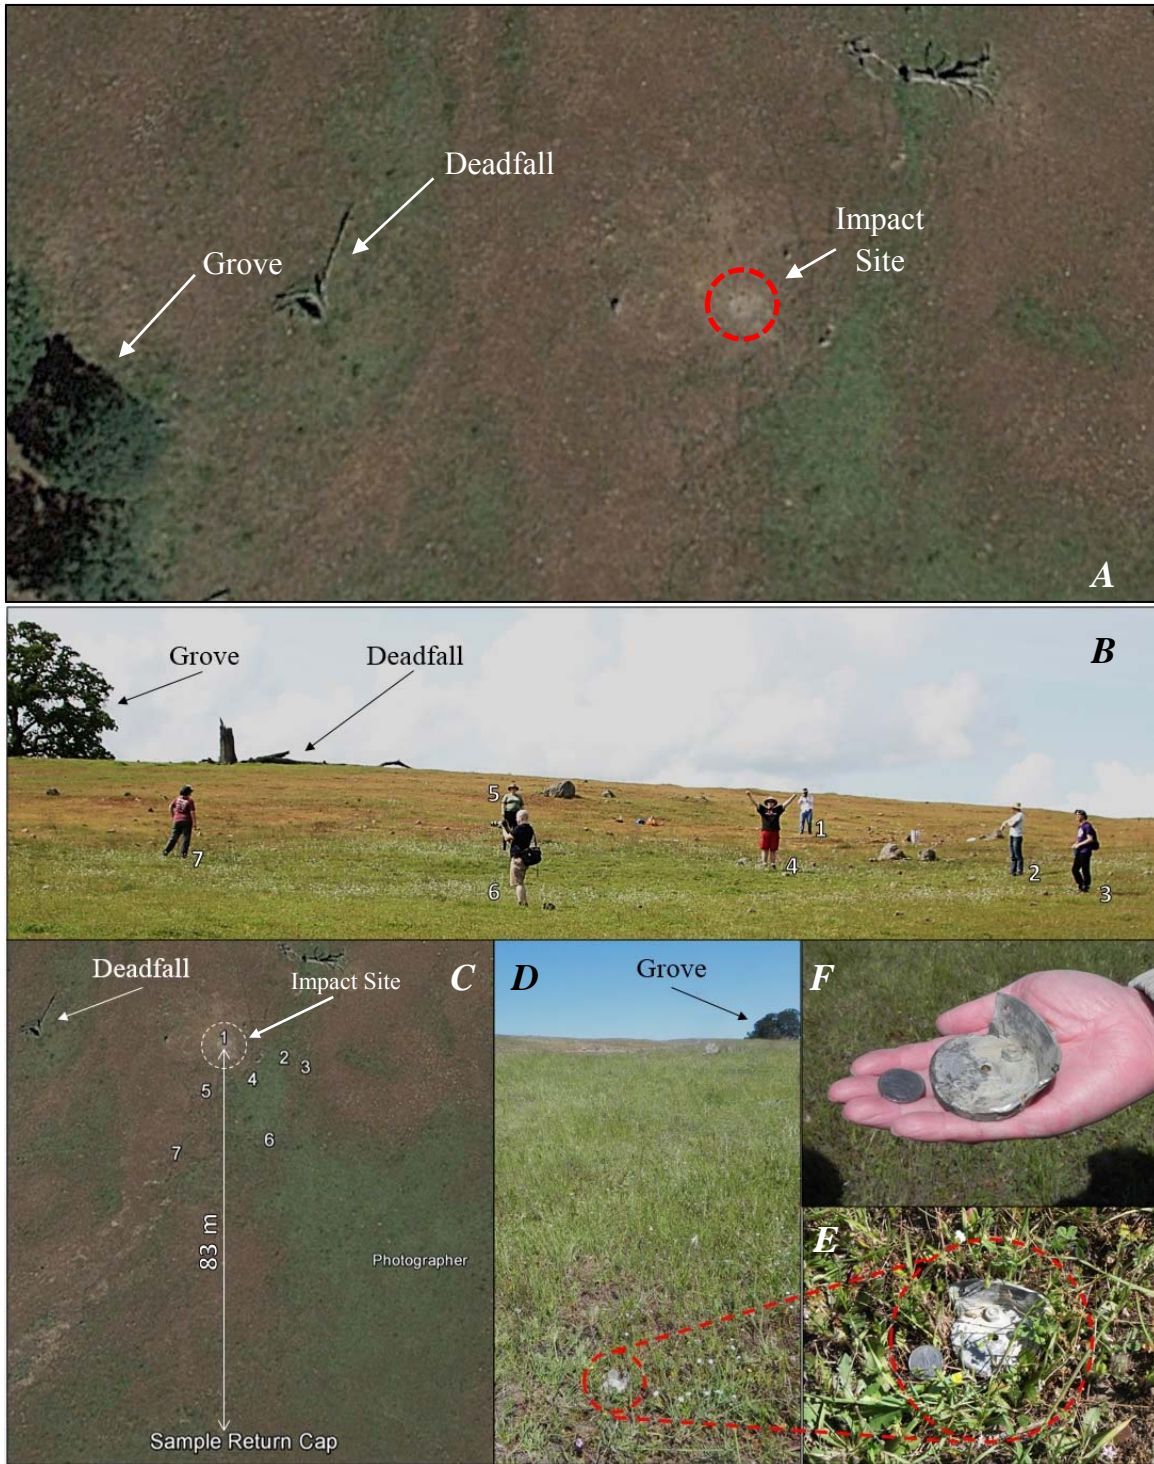 Deadfall
Impact
Site
Grove
A
Grove
Deadfall
B
5
1
7
4
6
2
3
Deadfall
Impact Site
C
1
2
3
4
5
6
7
83 m
Photographer
Sample Return Cap
D
Grove
F
E